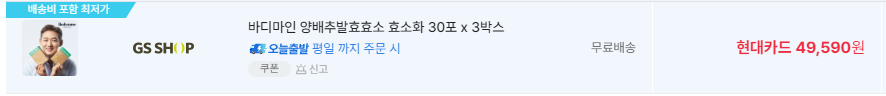 배송비 포함 최저가
GS SHOP
바디마인 양배추발효효소 효소화 30포 x 3박스
오늘출발 평일 까지 주문 시
쿠폰 신고
무료배송
현대카드 49,590원